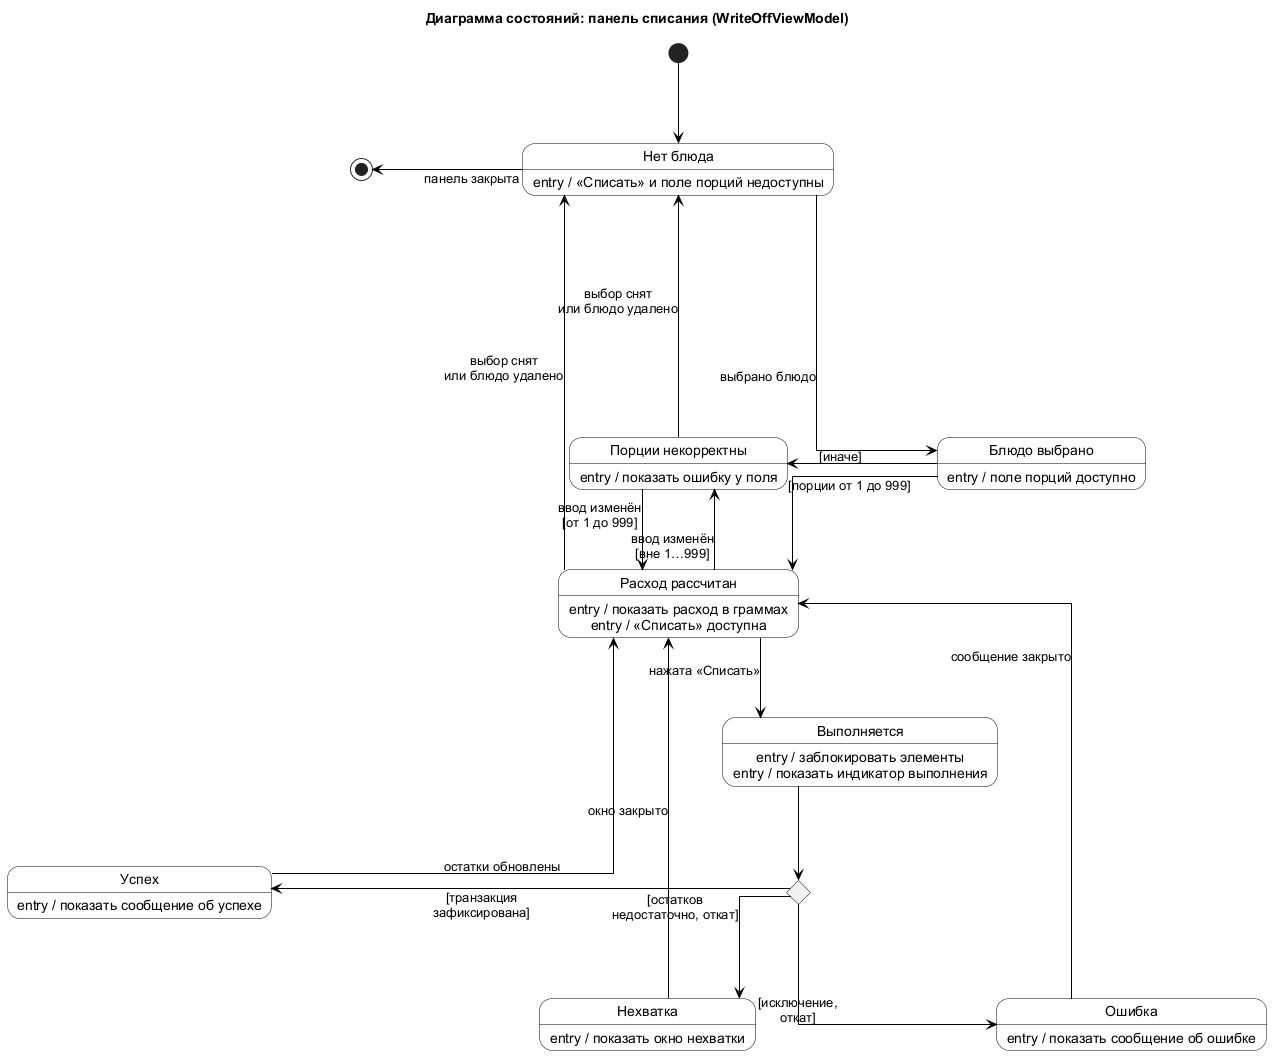 Диаграмма состояний: панель списания (WriteOffViewModel)
Нет блюда
entry / «Списать» и поле порций недоступны
панель закрыта
выбор снят
или блюдо удалено
выбор снят
или блюдо удалено
выбрано блюдо
Порции некорректны
entry / показать ошибку у поля
[иначе]
Блюдо выбрано
entry / поле порций доступно
[порции от 1 до 999]
ввод изменён
[от 1 до 999]
ввод изменён
[вне 1...999]
Расход рассчитан
entry / показать расход в граммах
entry / «Списать» доступна
нажата «Списать»
сообщение закрыто
Выполняется
entry / заблокировать элементы
entry / показать индикатор выполнения
окно закрыто
остатки обновлены
Успех
entry / показать сообщение об успехе
[транзакция
зафиксирована]
[остатков
недостаточно, откат]
[исключение,
откат]
Нехватка
entry / показать окно нехватки
Ошибка
entry / показать сообщение об ошибке